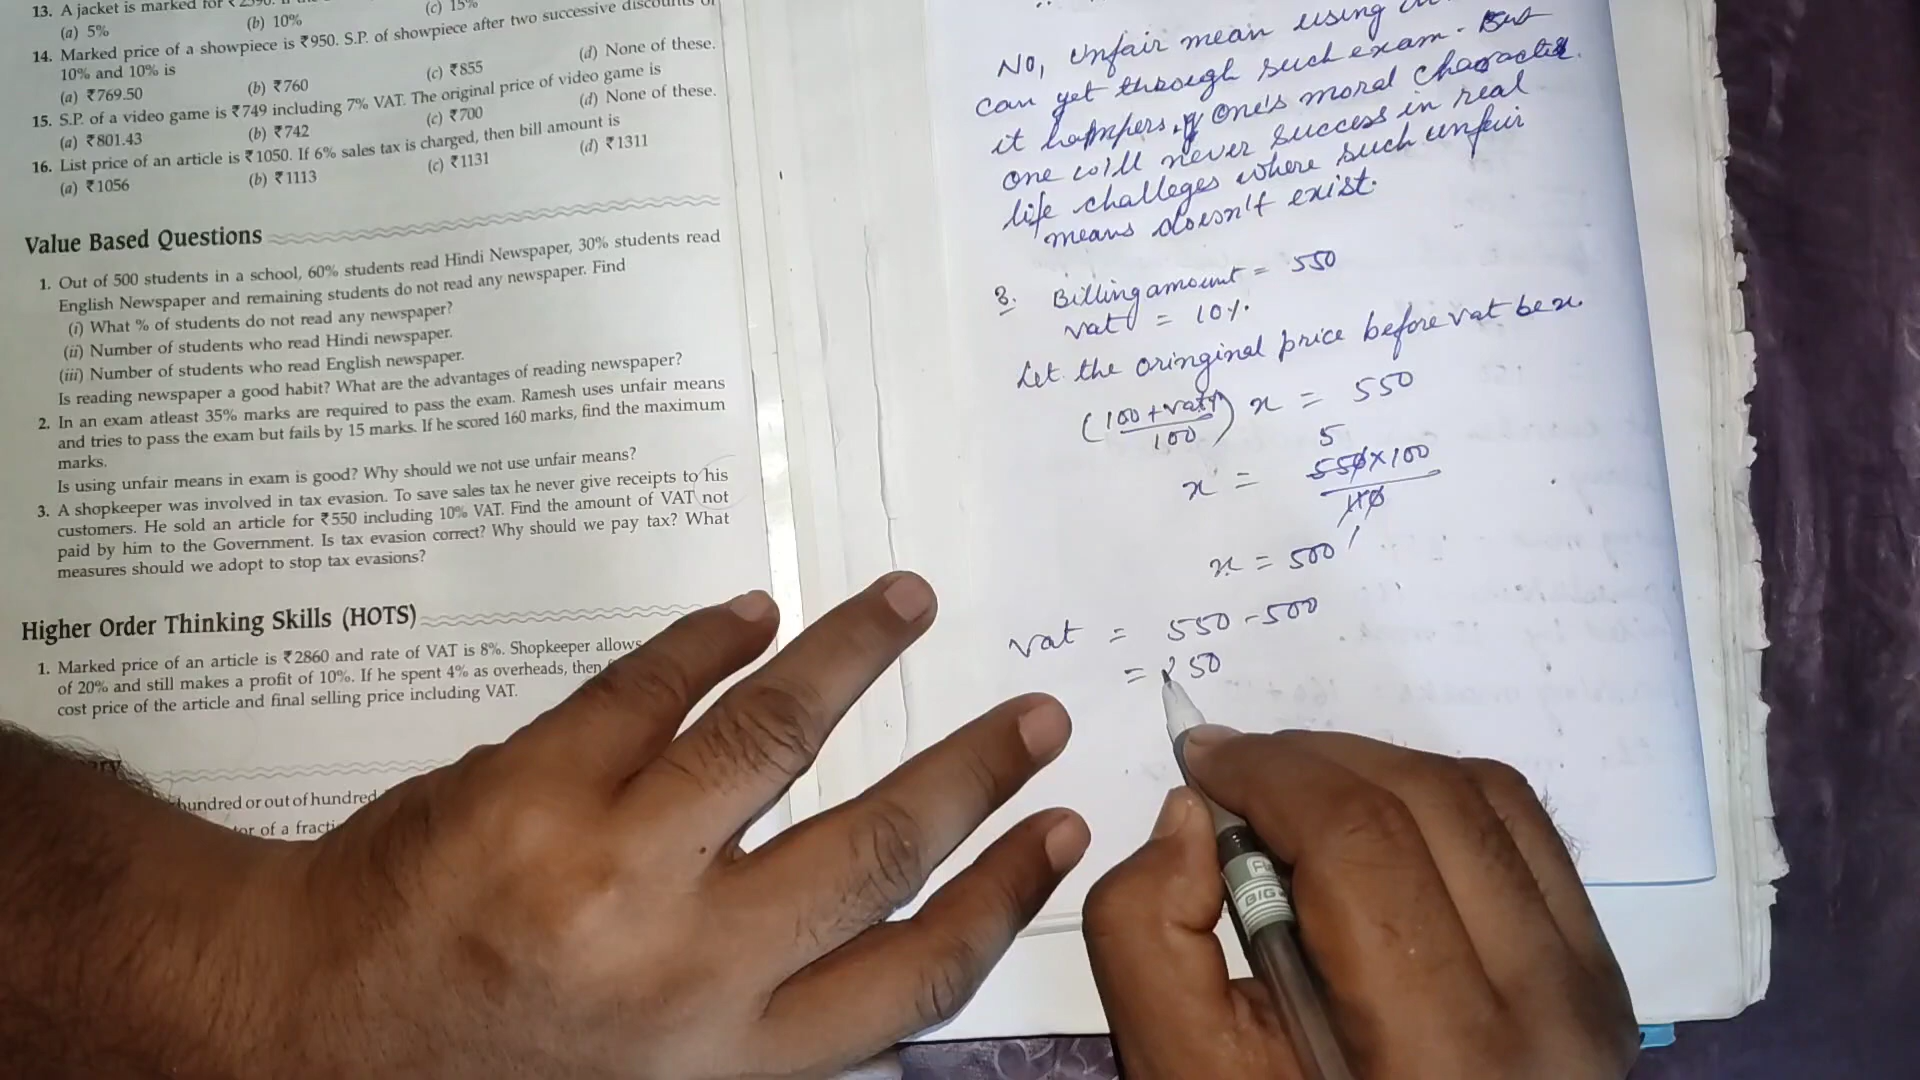 13. A jacket is marked for ₹2390. If
(a) 5% (b) 10% (c) 15%
14. Marked price of a showpiece is ₹950. S.P. of showpiece after two successive discounts of
10% and 10% is
(a) ₹769.50 (b) ₹760 (c) ₹855 (d) None of these.
15. S.P. of a video game is ₹749 including 7% VAT. The original price of video game is
(a) ₹801.43 (b) ₹742 (c) ₹700 (d) None of these.
16. List price of an article is ₹1050. If 6% sales tax is charged, then bill amount is
(a) ₹1056 (b) ₹1113 (c) ₹1131 (d) ₹1311
Value Based Questions
1. Out of 500 students in a school, 60% students read Hindi Newspaper, 30% students read
English Newspaper and remaining students do not read any newspaper. Find
(i) What % of students do not read any newspaper?
(ii) Number of students who read Hindi newspaper.
(iii) Number of students who read English newspaper.
Is reading newspaper a good habit? What are the advantages of reading newspaper?
2. In an exam atleast 35% marks are required to pass the exam. Ramesh uses unfair means
and tries to pass the exam but fails by 15 marks. If he scored 160 marks, find the maximum
marks.
Is using unfair means in exam is good? Why should we not use unfair means?
3. A shopkeeper was involved in tax evasion. To save sales tax he never give receipts to his
customers. He sold an article for ₹550 including 10% VAT. Find the amount of VAT not
paid by him to the Government. Is tax evasion correct? Why should we pay tax? What
measures should we adopt to stop tax evasions?
Higher Order Thinking Skills (HOTS)
1. Marked price of an article is ₹2860 and rate of VAT is 8%. Shopkeeper allows
of 20% and still makes a profit of 10%. If he spent 4% as overheads, then
cost price of the article and final selling price including VAT.
hundred or out of hundred
of a fracti
No, unfair mean using
can get through such exam. But
it hampers one's moral character.
one will never success in real
life challeges where such unfair
means doesn't exist.
3. Billing amount = 550
vat = 10%.
Let the oringinal price before vat be x.
(100 + vat% / 100) x = 550
5
x = 550 × 100 / 110
x = 500
vat = 550 - 500
= ₹50